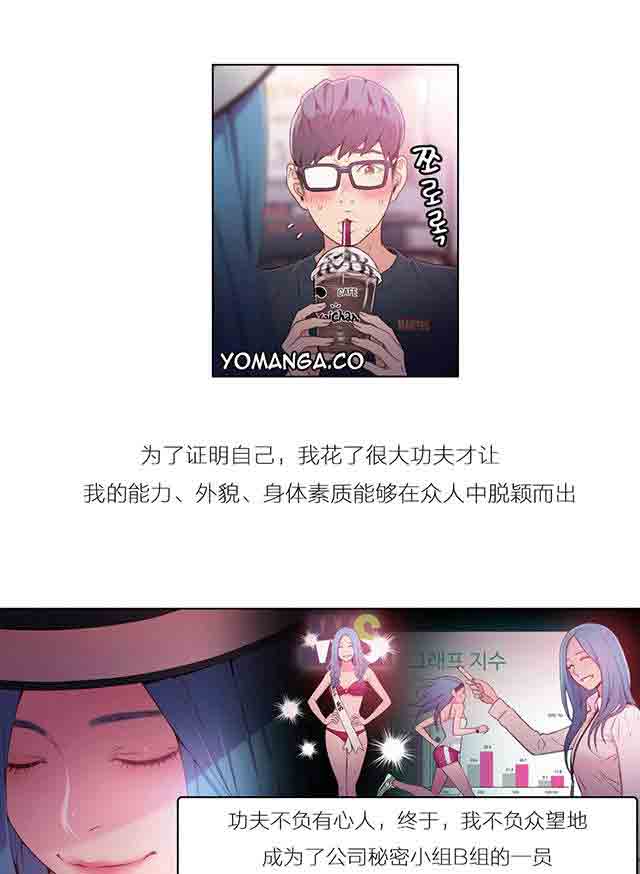 쪼로로록
CAFE
YOMANGA.CO
为了证明自己，我花了很大功夫才让
我的能力、外貌、身体素质能够在众人中脱颖而出
그래프 지수
功夫不负有心人，终于，我不负众望地
成为了公司秘密小组B组的一员